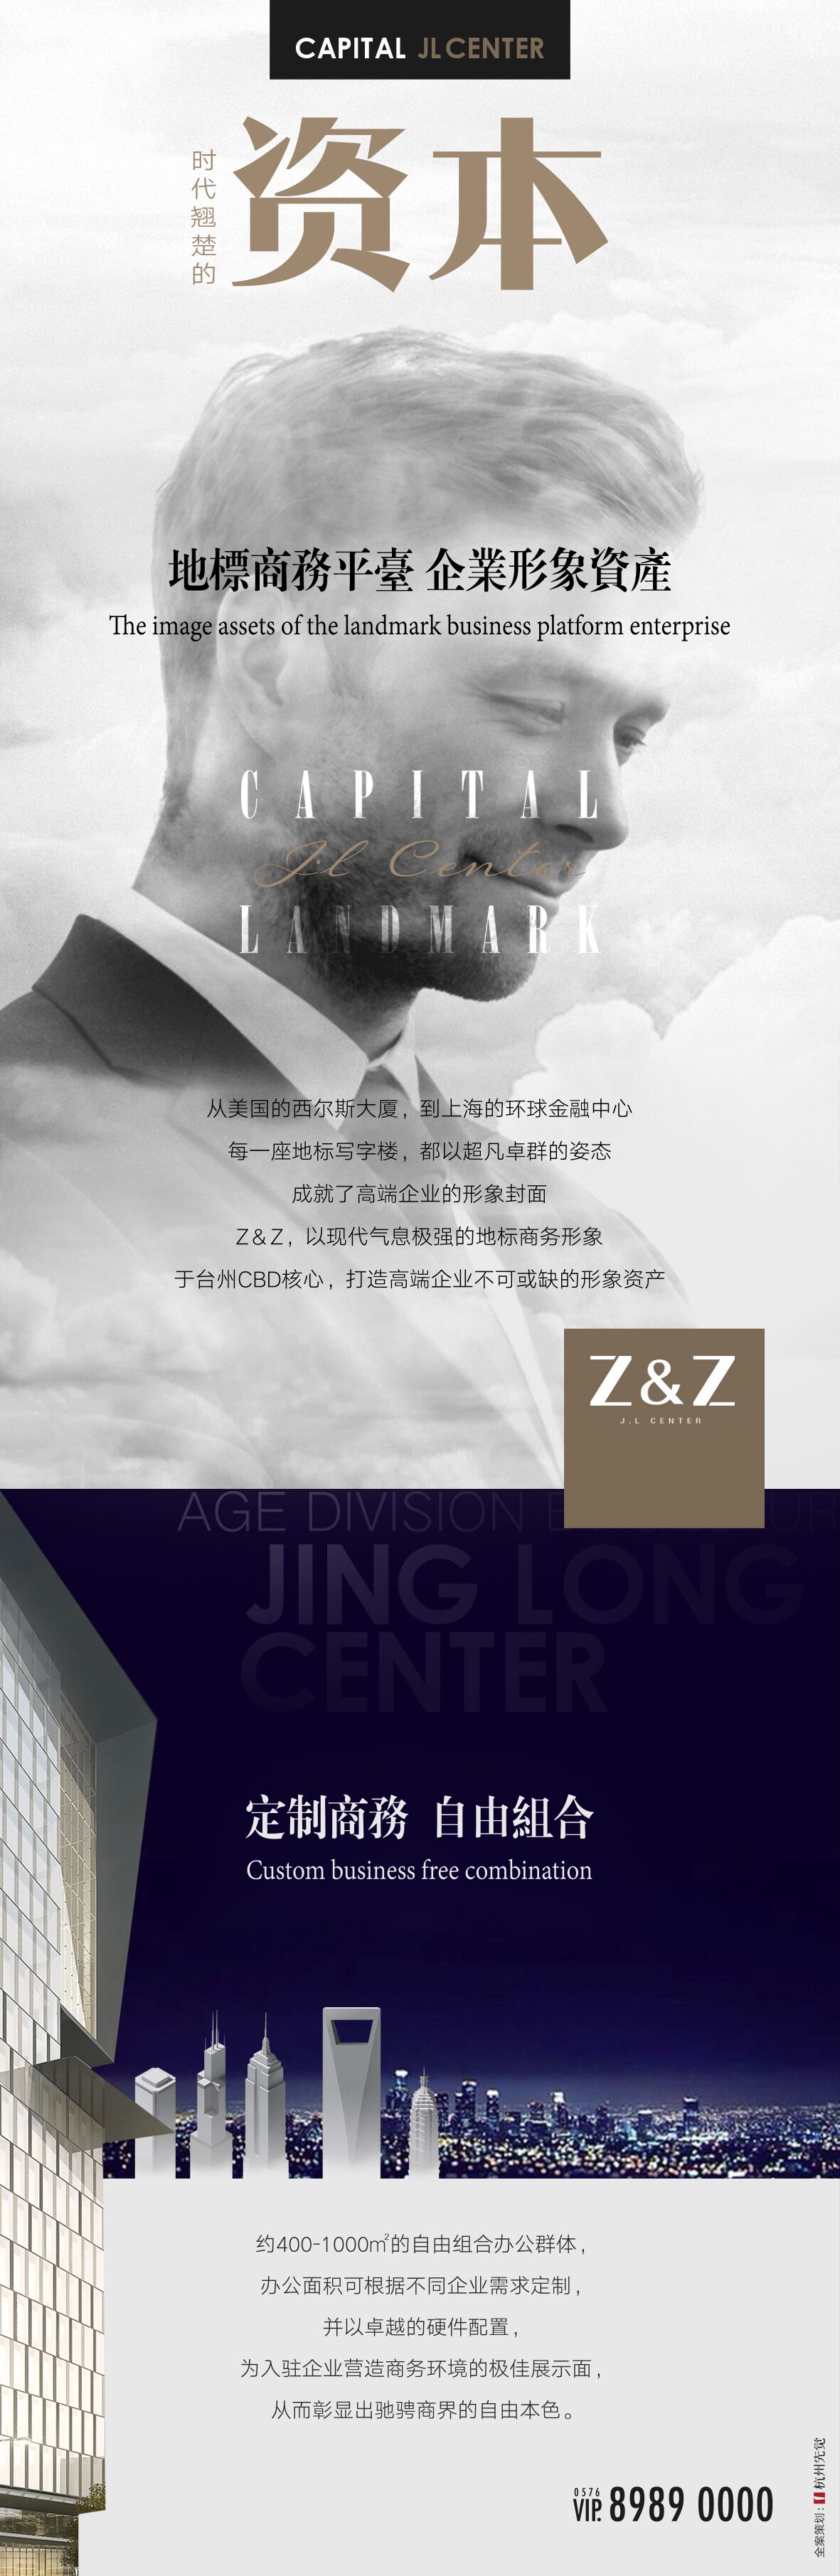 CAPITAL JL CENTER
时代翘楚的
资本
地標商務平臺 企業形象資產
The image assets of the landmark business platform enterprise
CAPITAL
Jl Center
LANDMARK
从美国的西尔斯大厦，到上海的环球金融中心
每一座地标写字楼，都以超凡卓群的姿态
成就了高端企业的形象封面
Z&Z，以现代气息极强的地标商务形象
于台州CBD核心，打造高端企业不可或缺的形象资产
Z&Z
J.L CENTER
AGE DIVISION
JING LONG
CENTER
定制商務 自由組合
Custom business free combination
约400-1000㎡的自由组合办公群体，
办公面积可根据不同企业需求定制，
并以卓越的硬件配置，
为入驻企业营造商务环境的极佳展示面，
从而彰显出驰骋商界的自由本色。
0576
VIP. 8989 0000
全案策划：杭州先觉